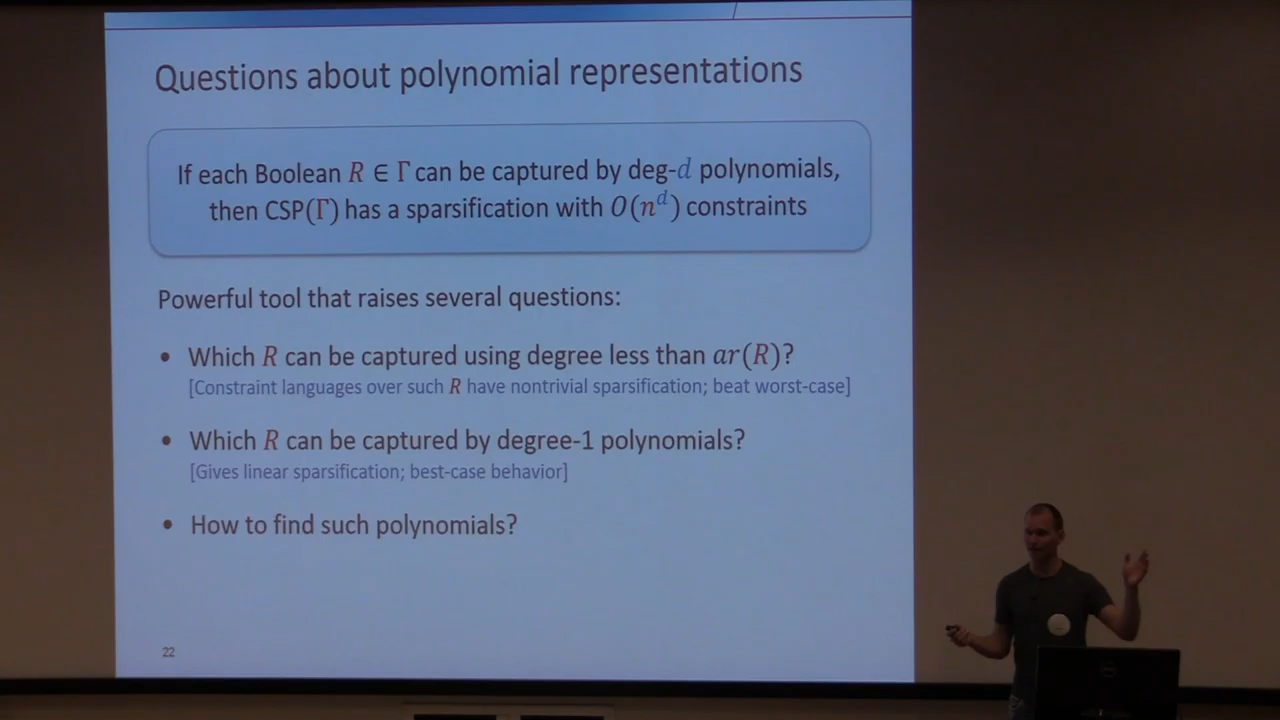 Questions about polynomial representations
If each Boolean R ∈ Γ can be captured by deg-d polynomials,
then CSP(Γ) has a sparsification with O(n^d) constraints
Powerful tool that raises several questions:
• Which R can be captured using degree less than ar(R)?
[Constraint languages over such R have nontrivial sparsification; beat worst-case]
• Which R can be captured by degree-1 polynomials?
[Gives linear sparsification; best-case behavior]
• How to find such polynomials?
22